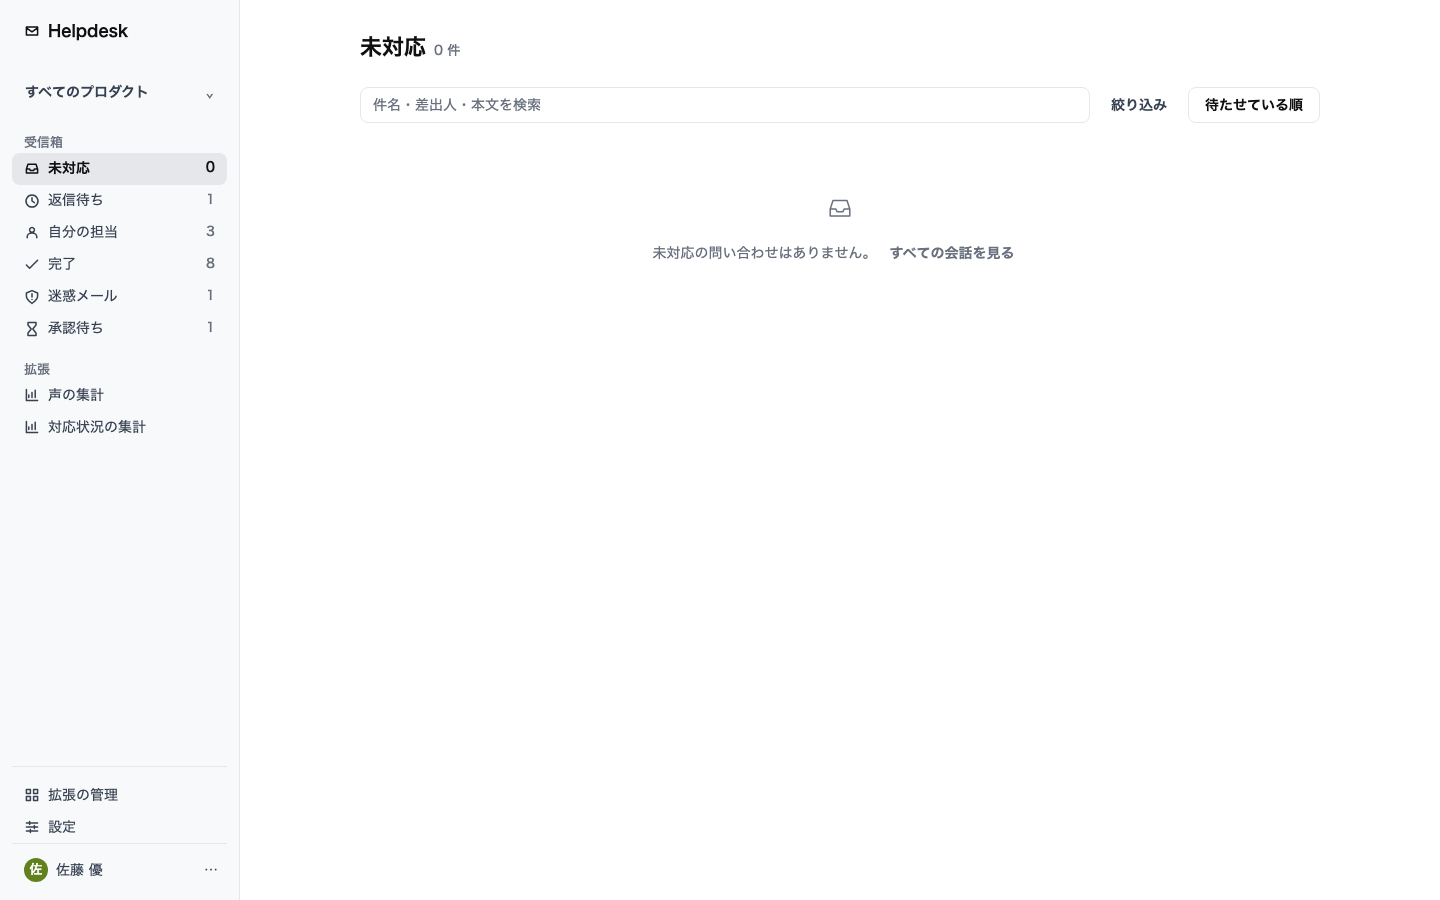 Helpdesk
すべてのプロダクト
受信箱
未対応 0
返信待ち 1
自分の担当 3
完了 8
迷惑メール 1
承認待ち 1
拡張
声の集計
対応状況の集計
拡張の管理
設定
佐 佐藤 優 …
未対応 0 件
件名・差出人・本文を検索 絞り込み 待たせている順
未対応の問い合わせはありません。 すべての会話を見る